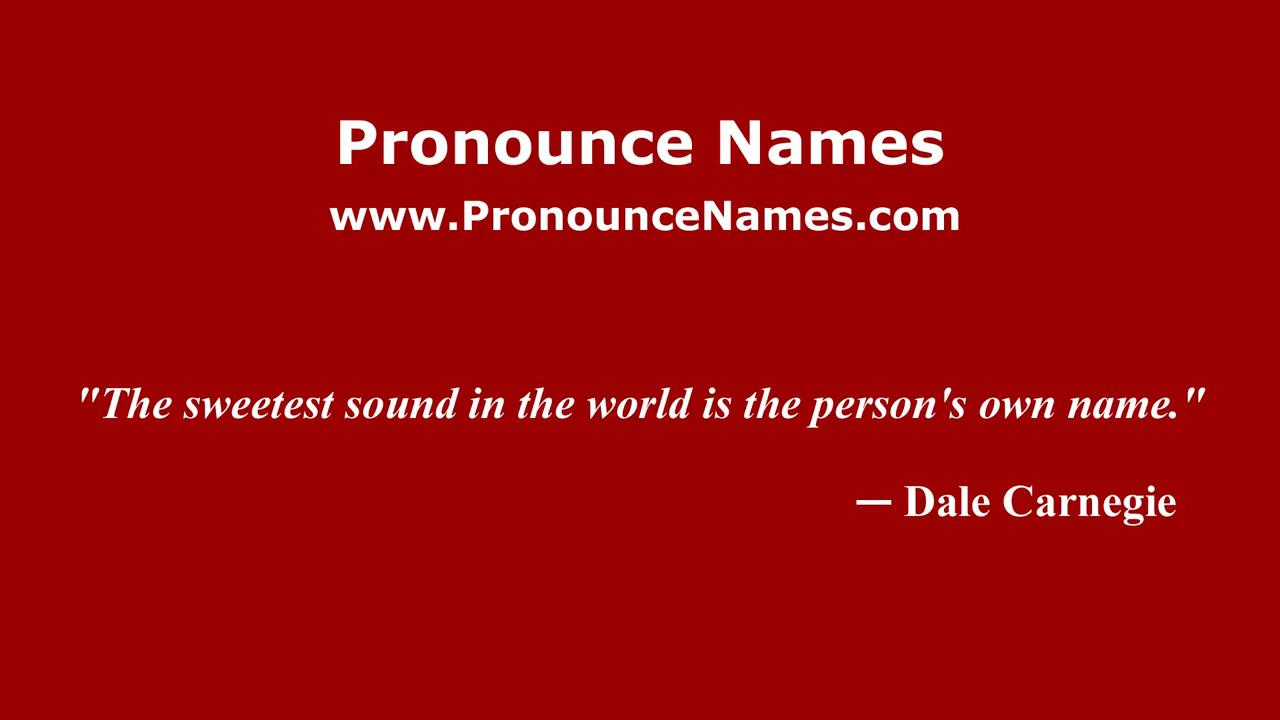 Pronounce Names
www.PronounceNames.com
"The sweetest sound in the world is the person's own name."
— Dale Carnegie